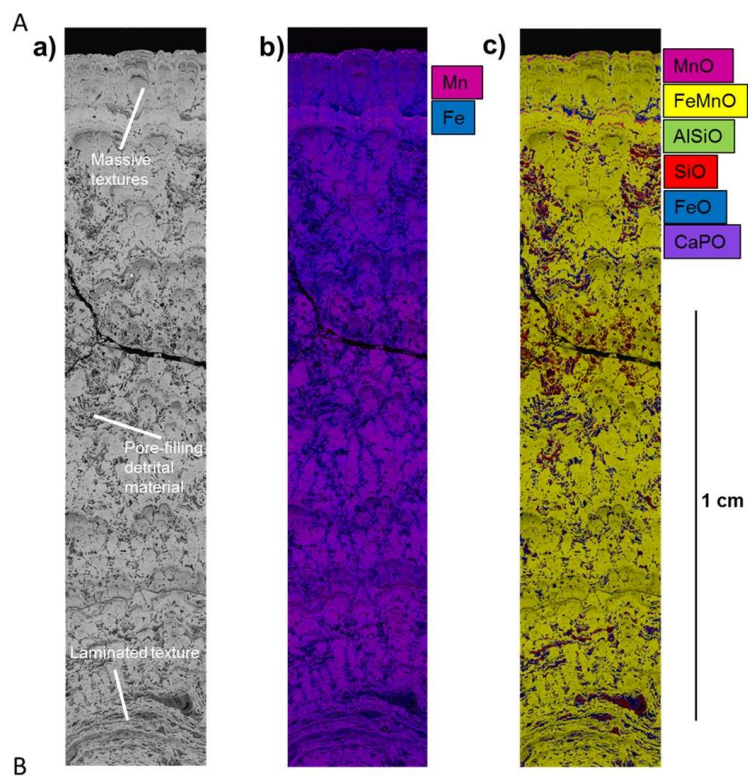 A
a)
b)
c)
Mn
Fe
MnO
FeMnO
AlSiO
SiO
FeO
CaPO
Massive
textures
Pore-filling
detrital
material
1 cm
Laminated texture
B